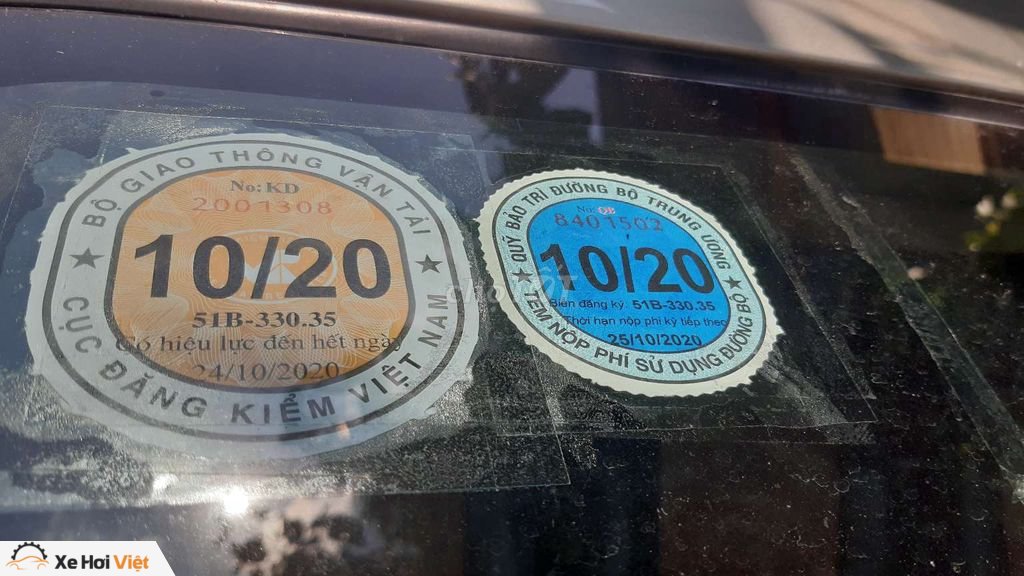 BỘ GIAO THÔNG VẬN TẢI
No: KD
2001308
10/20
51B-330.35
Có hiệu lực đến hết ngày
24/10/2020
CỤC ĐĂNG KIỂM VIỆT NAM
QUỸ BẢO TRÌ ĐƯỜNG BỘ TRUNG ƯƠNG
No:
8401502
10/20
Biển đăng ký: 51B-330.35
Thời hạn nộp phí kỳ tiếp theo
25/10/2020
TEM NỘP PHÍ SỬ DỤNG ĐƯỜNG BỘ
Xe Hơi Việt